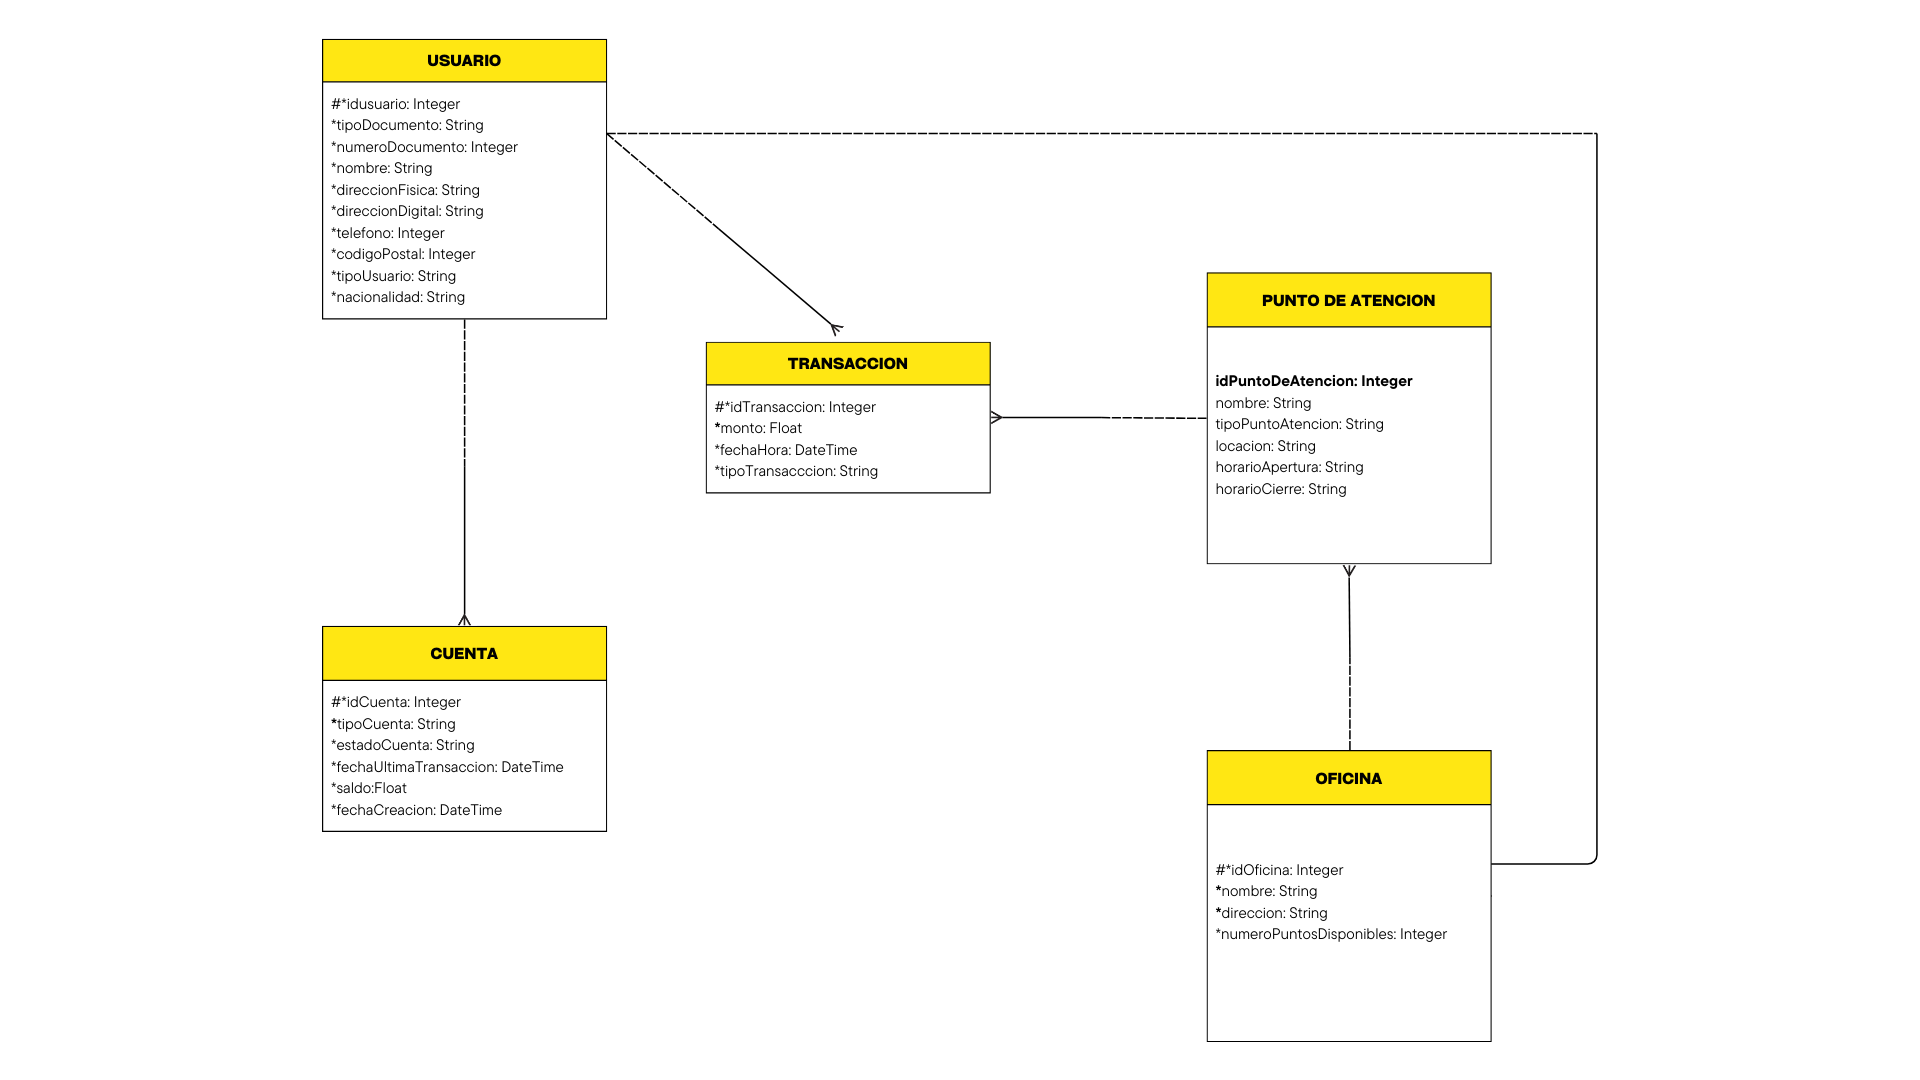 USUARIO
#*idusuario: Integer
*tipoDocumento: String
*numeroDocumento: Integer
*nombre: String
*direccionFisica: String
*direccionDigital: String
*telefono: Integer
*codigoPostal: Integer
*tipoUsuario: String
*nacionalidad: String
TRANSACCION
#*idTransaccion: Integer
*monto: Float
*fechaHora: DateTime
*tipoTransacccion: String
PUNTO DE ATENCION
idPuntoDeAtencion: Integer
nombre: String
tipoPuntoAtencion: String
locacion: String
horarioApertura: String
horarioCierre: String
CUENTA
#*idCuenta: Integer
*tipoCuenta: String
*estadoCuenta: String
*fechaUltimaTransaccion: DateTime
*saldo:Float
*fechaCreacion: DateTime
OFICINA
#*idOficina: Integer
*nombre: String
*direccion: String
*numeroPuntosDisponibles: Integer